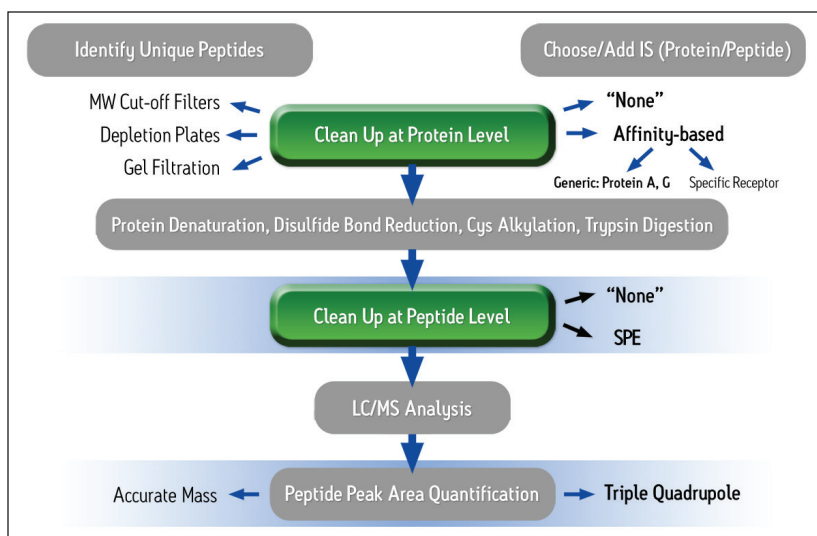 Identify Unique Peptides
Choose/Add IS (Protein/Peptide)
MW Cut-off Filters
Depletion Plates
Gel Filtration
Clean Up at Protein Level
“None”
Affinity-based
Generic: Protein A, G
Specific Receptor
Protein Denaturation, Disulfide Bond Reduction, Cys Alkylation, Trypsin Digestion
Clean Up at Peptide Level
“None”
SPE
LC/MS Analysis
Accurate Mass
Peptide Peak Area Quantification
Triple Quadrupole